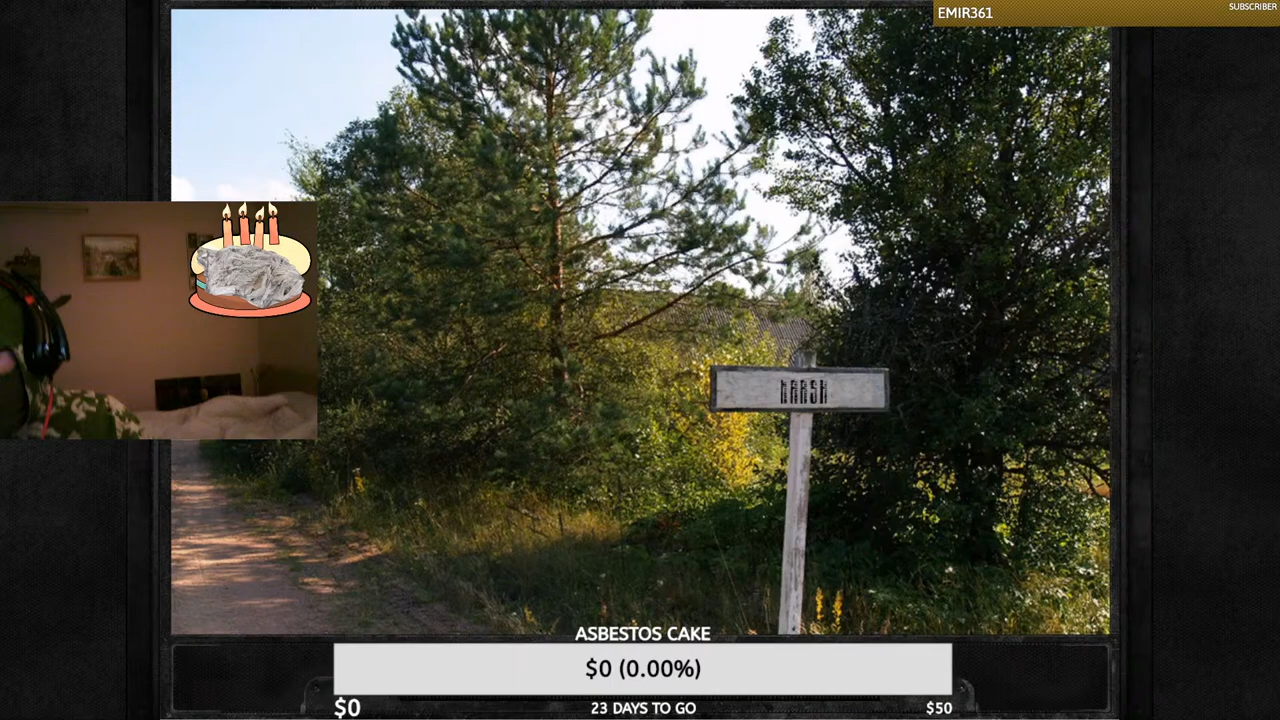 EMIR361
SUBSCRIBER
MARSH
ASBESTOS CAKE
$0 (0.00%)
$0
23 DAYS TO GO
$50